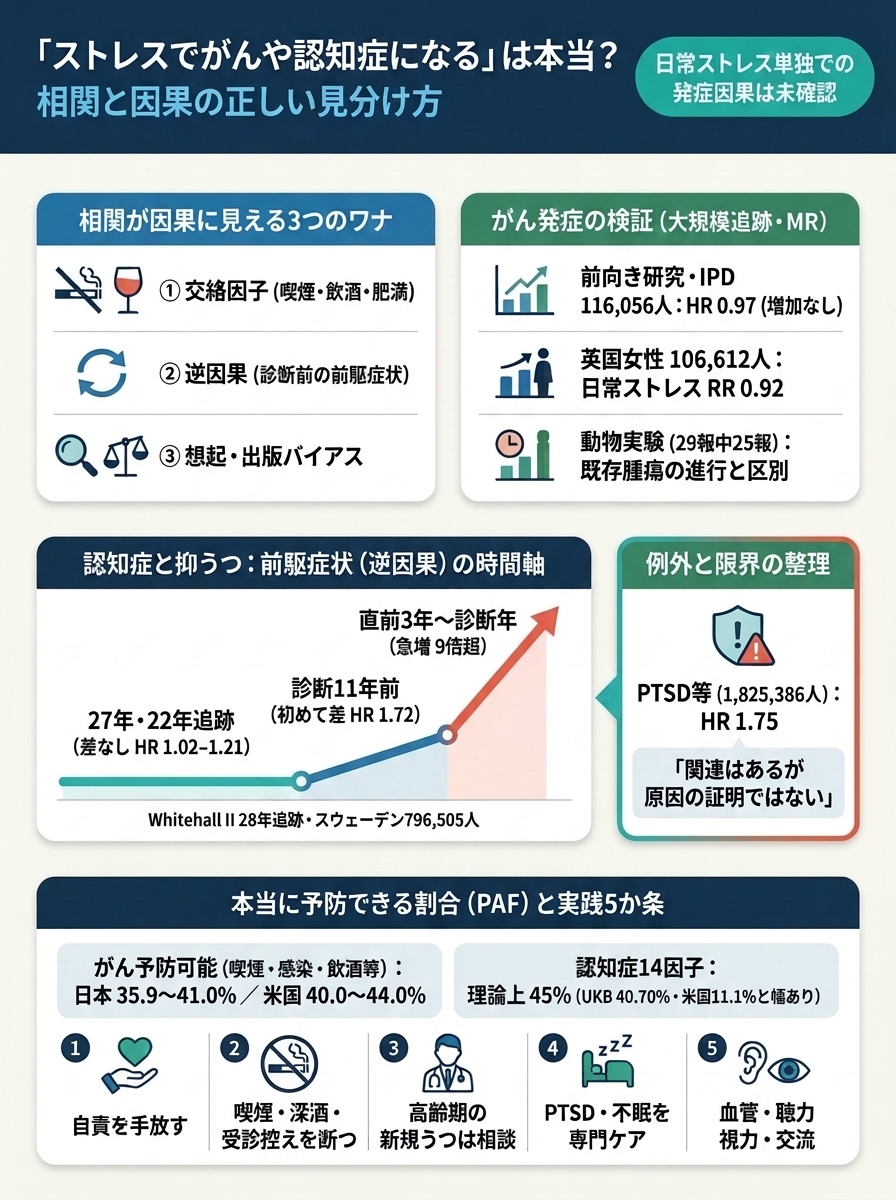 「ストレスでがんや認知症になる」は本当?
相関と因果の正しい見分け方
日常ストレス単独での
発症因果は未確認
相関が因果に見える3つのワナ
① 交絡因子 (喫煙・飲酒・肥満)
② 逆因果 (診断前の前駆症状)
③ 想起・出版バイアス
がん発症の検証 (大規模追跡・MR)
前向き研究・IPD
116,056人：HR 0.97 (増加なし)
英国女性 106,612人：
日常ストレス RR 0.92
動物実験 (29報中25報)：
既存腫瘍の進行と区別
認知症と抑うつ：前駆症状 (逆因果) の時間軸
直前3年～診断年
(急増 9倍超)
診断11年前
(初めて差 HR 1.72)
27年・22年追跡
(差なし HR 1.02–1.21)
Whitehall II 28年追跡・スウェーデン796,505人
例外と限界の整理
PTSD等 (1,825,386人)：
HR 1.75
「関連はあるが
原因の証明ではない」
本当に予防できる割合 (PAF) と実践5か条
がん予防可能 (喫煙・感染・飲酒等)：
日本 35.9～41.0% ／ 米国 40.0～44.0%
認知症14因子：
理論上 45% (UKB 40.70%・米国11.1%と幅あり)
1
自責を手放す
2
喫煙・深酒・
受診控えを断つ
3
高齢期の
新規うつは相談
4
zzZ
PTSD・不眠を
専門ケア
5
血管・聴力
視力・交流